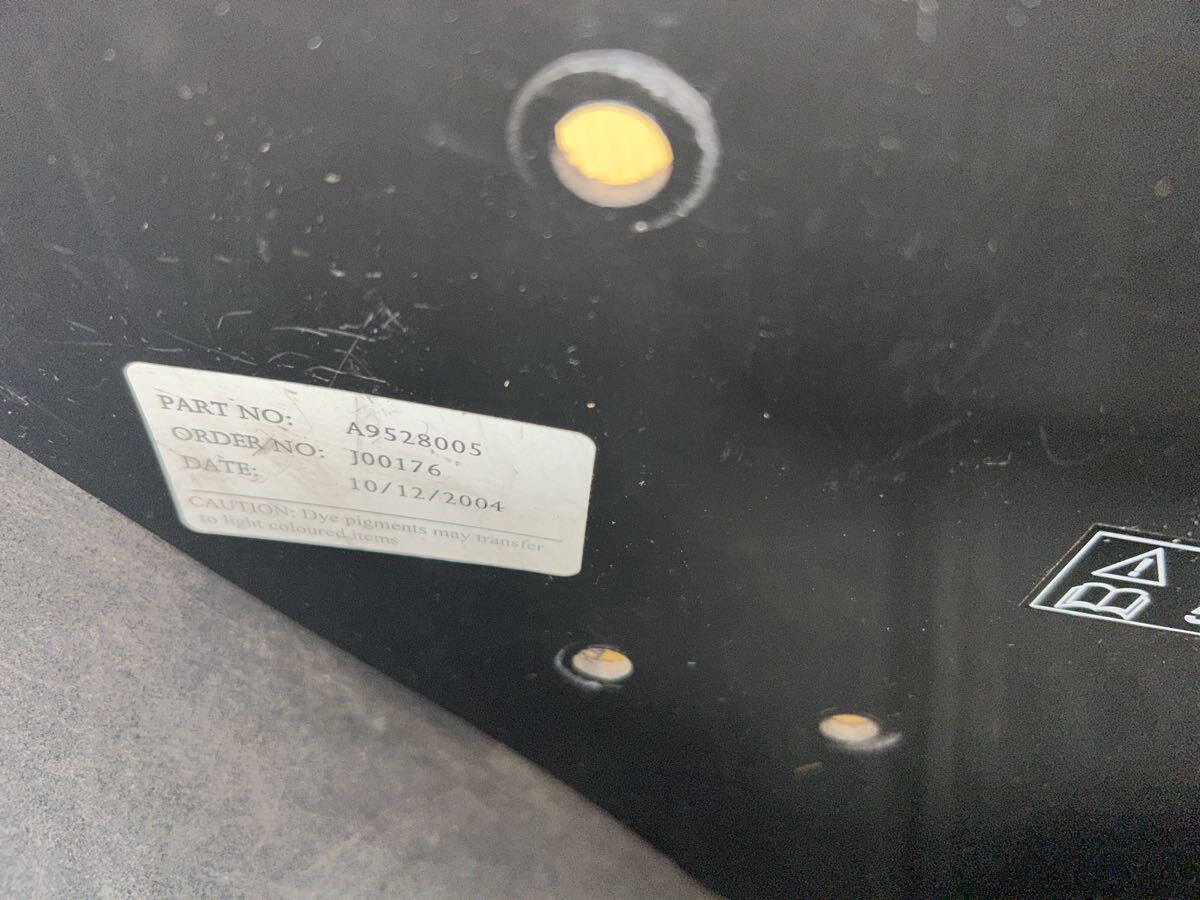 PART NO: A9528005
ORDER NO: J00176
DATE: 10/12/2004
CAUTION: Dye pigments may transfer
to light coloured items